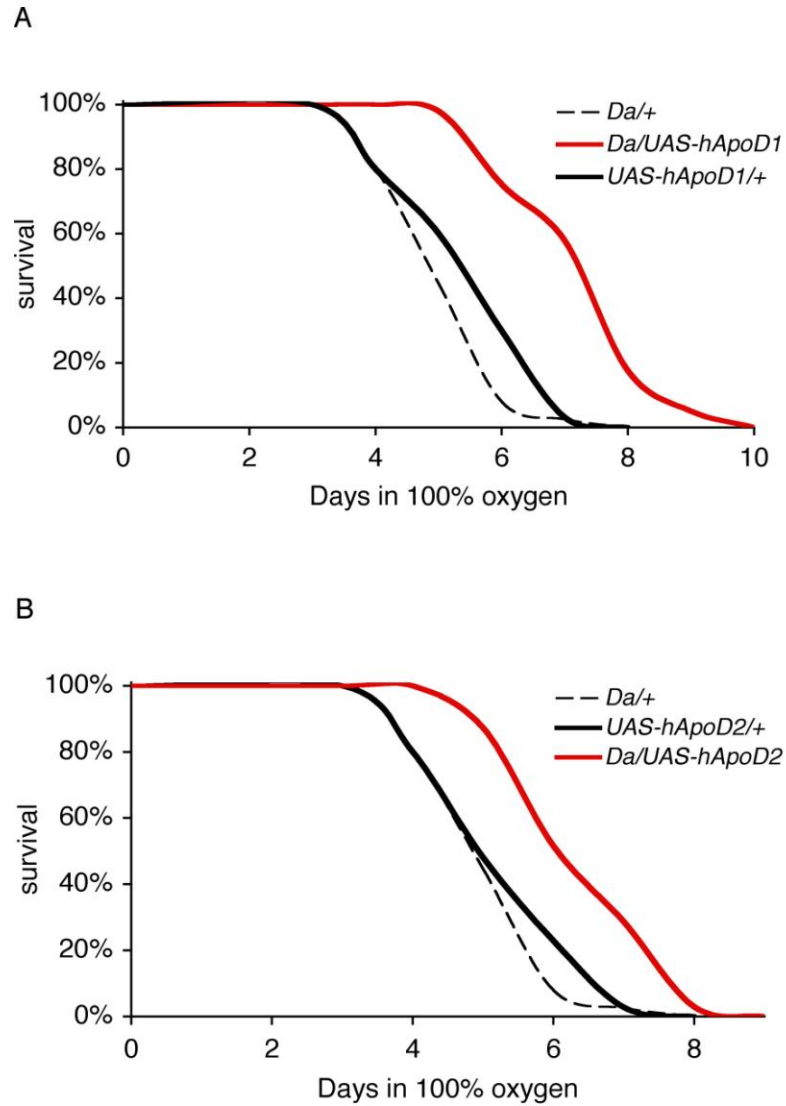 A
100%
80%
60%
40%
20%
0%
survival
0 2 4 6 8 10
Days in 100% oxygen
Da/+
Da/UAS-hApoD1
UAS-hApoD1/+
B
100%
80%
60%
40%
20%
0%
survival
0 2 4 6 8
Days in 100% oxygen
Da/+
UAS-hApoD2/+
Da/UAS-hApoD2